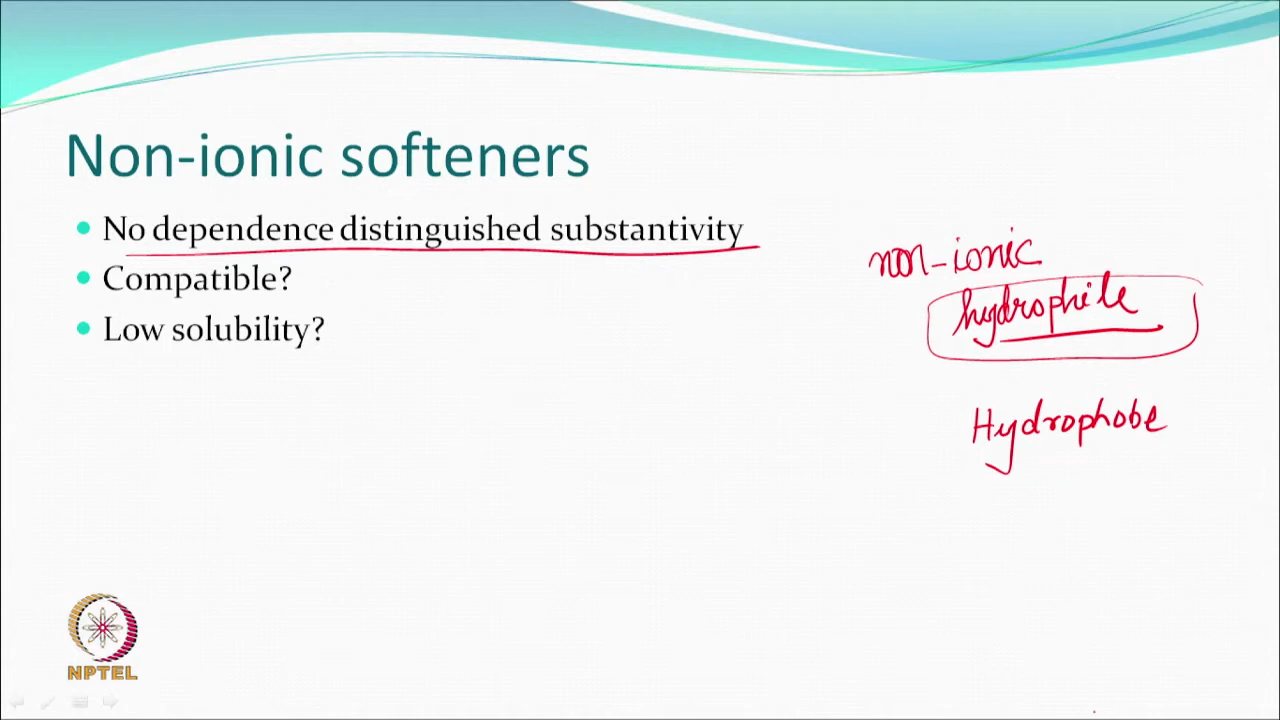 Non-ionic softeners
No dependence distinguished substantivity
Compatible?
Low solubility?
non-ionic
hydrophile
Hydrophobe
NPTEL